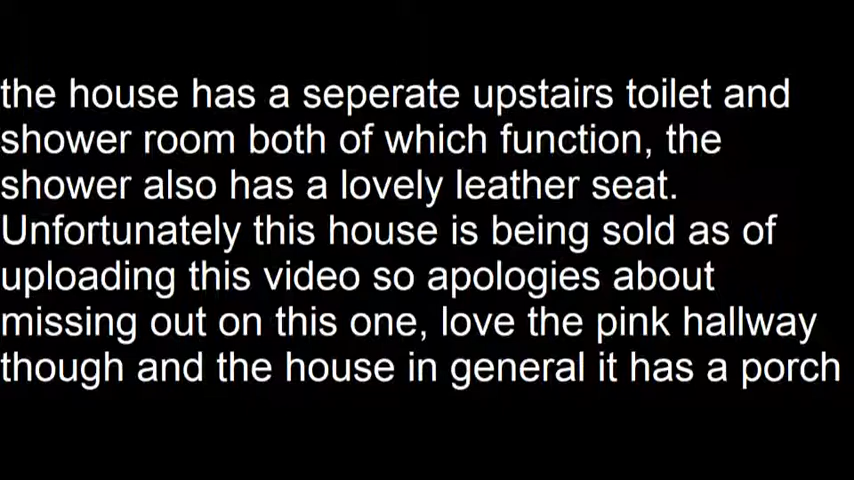 the house has a seperate upstairs toilet and
shower room both of which function, the
shower also has a lovely leather seat.
Unfortunately this house is being sold as of
uploading this video so apologies about
missing out on this one, love the pink hallway
though and the house in general it has a porch